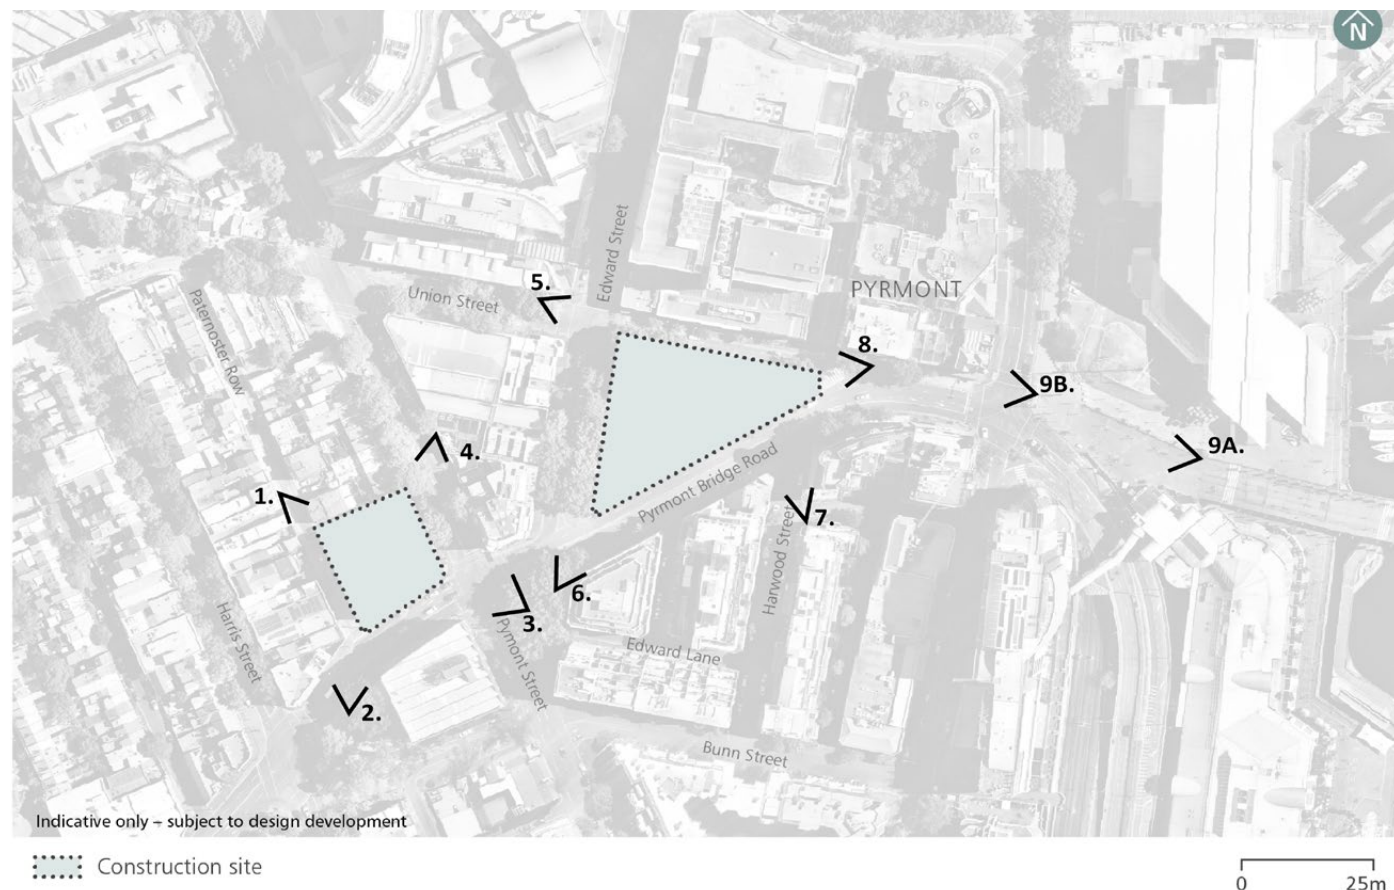 N
5.
Edward Street
Union Street
PYRMONT
Paternoster Row
8.
9B.
9A.
4.
1.
Pyrmont Bridge Road
7.
Harwood Street
6.
3.
Harris Street
Pymont Street
Edward Lane
2.
Bunn Street
Indicative only – subject to design development
Construction site
0 25m